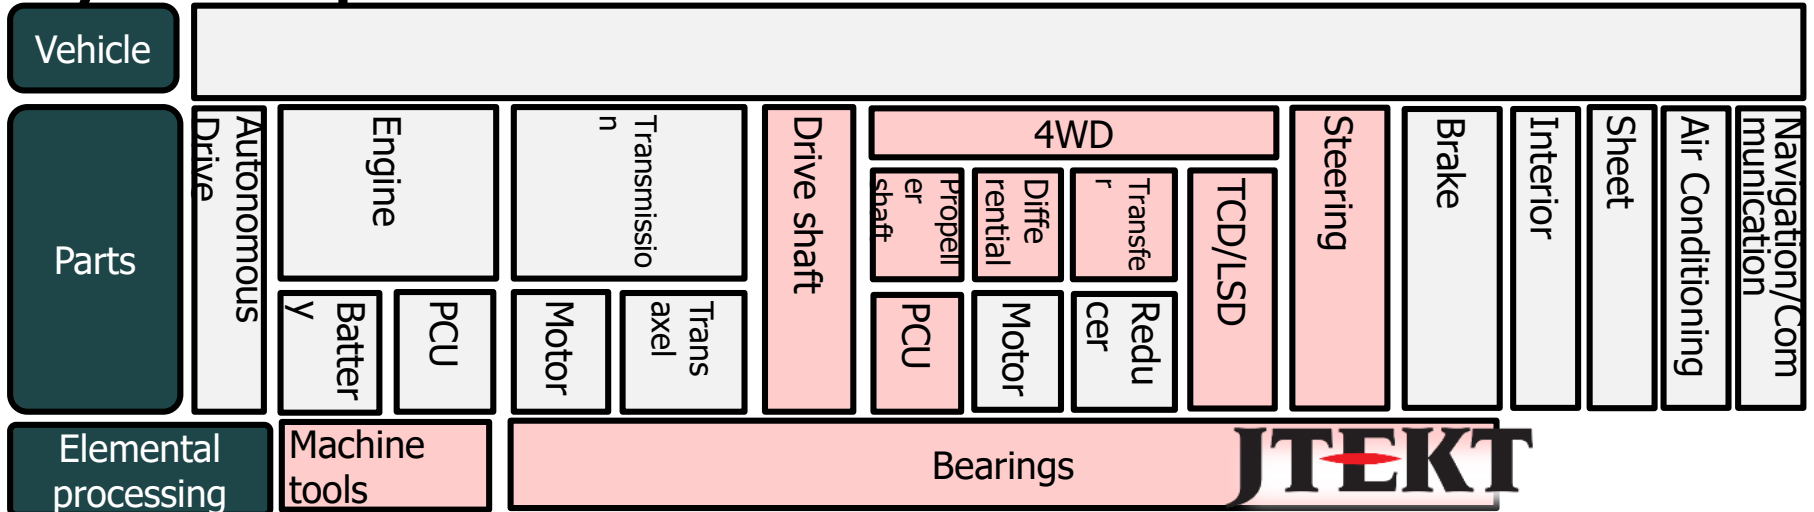 Vehicle
Parts
Autonomous
Drive
Engine
Transmissio
n
Drive shaft
4WD
Propell
er
shaft
Diffe
rential
Transfe
r
TCD/LSD
Steering
Brake
Interior
Sheet
Air Conditioning
Navigation/Com
munication
Batter
y
PCU
Motor
Trans
axel
PCU
Motor
Redu
cer
Elemental
processing
Machine
tools
Bearings
JTEKT